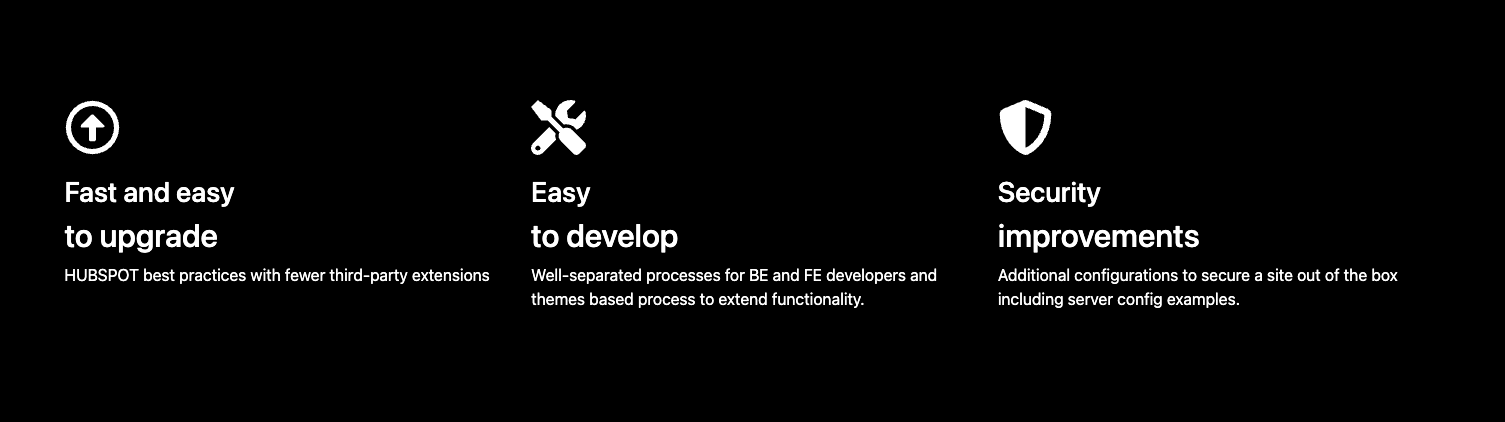 Fast and easy
to upgrade
HUBSPOT best practices with fewer third-party extensions
Easy
to develop
Well-separated processes for BE and FE developers and
themes based process to extend functionality.
Security
improvements
Additional configurations to secure a site out of the box
including server config examples.